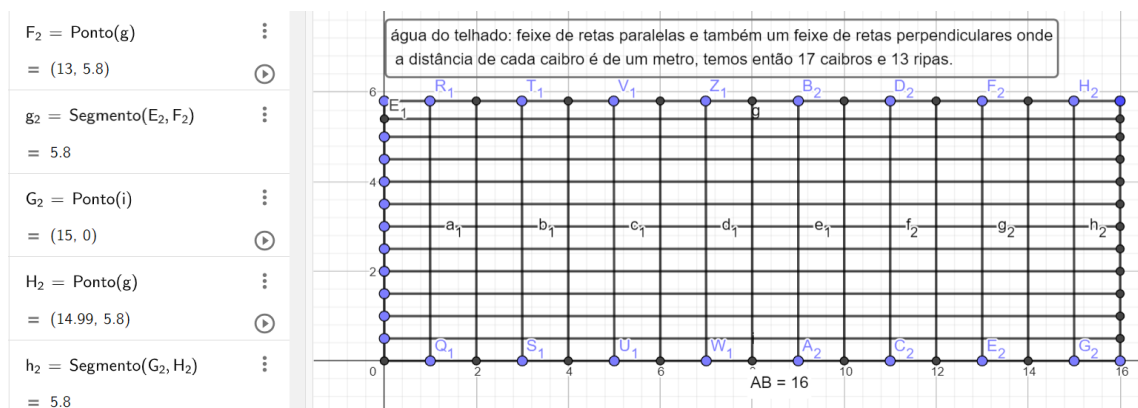 F₂ = Ponto(g)
= (13, 5.8)
g₂ = Segmento(E₂, F₂)
= 5.8
G₂ = Ponto(i)
= (15, 0)
H₂ = Ponto(g)
= (14.99, 5.8)
h₂ = Segmento(G₂, H₂)
= 5.8
água do telhado: feixe de retas paralelas e também um feixe de retas perpendiculares onde
a distância de cada caibro é de um metro, temos então 17 caibros e 13 ripas.
R₁ T₁ V₁ Z₁ B₂ D₂ F₂ H₂
6 E₁ g
4
a₁ b₁ c₁ d₁ e₁ f₂ g₂ h₂
2
i
Q₁ S₁ U₁ W₁ A₂ C₂ E₂ G₂
0 2 4 6 8 10 12 14 16
AB = 16